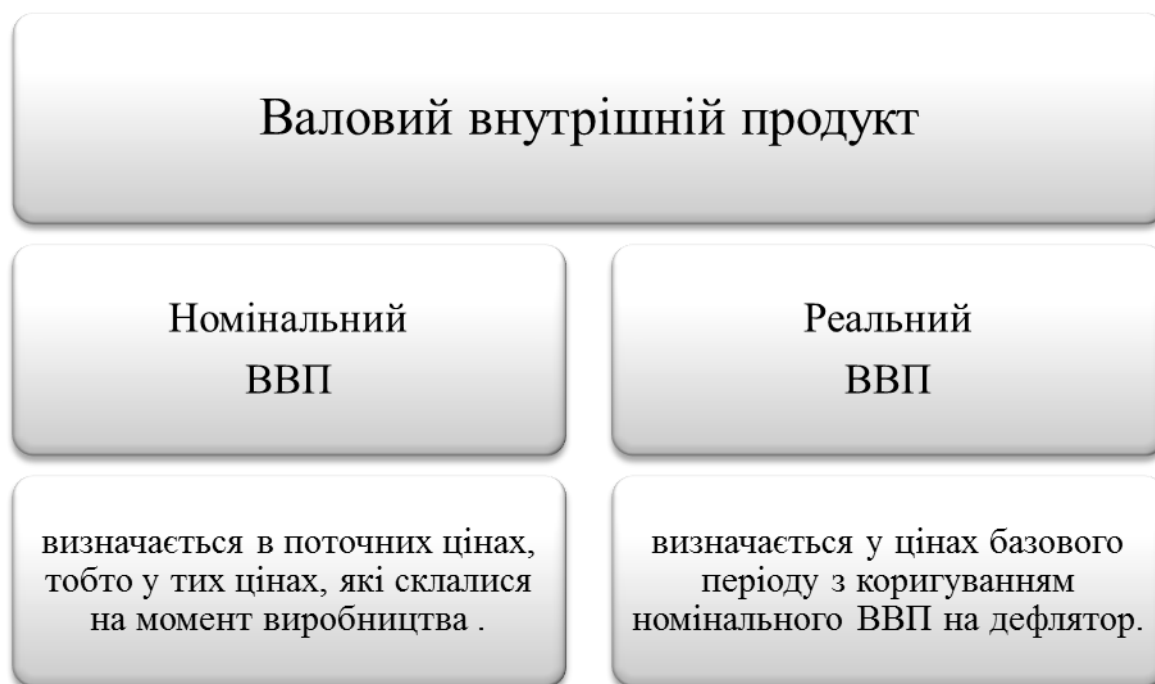 Валовий внутрішній продукт
Номінальний
ВВП
Реальний
ВВП
визначається в поточних цінах,
тобто у тих цінах, які склалися
на момент виробництва .
визначається у цінах базового
періоду з коригуванням
номінального ВВП на дефлятор.